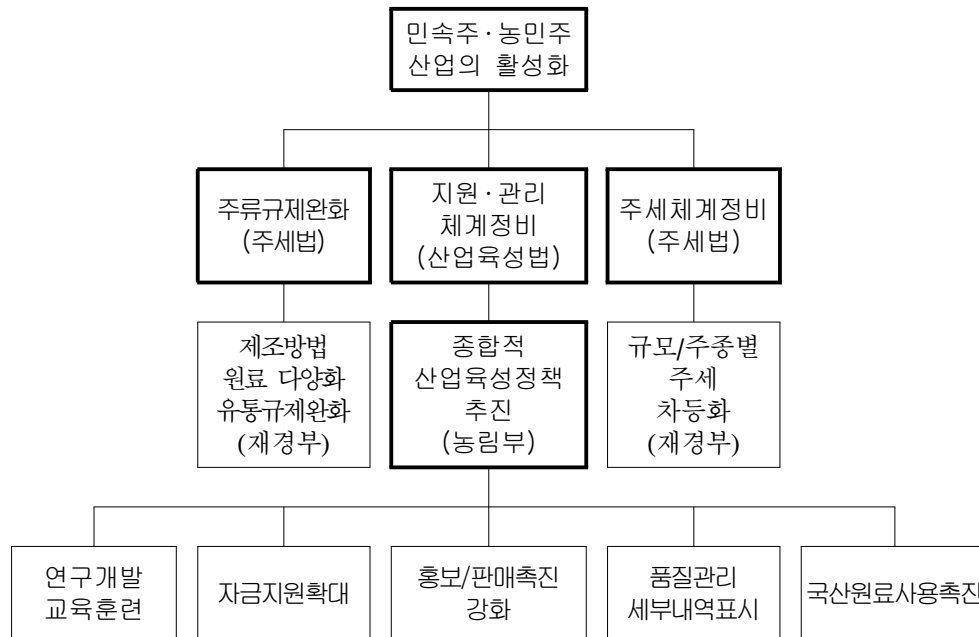 민속주·농민주
산업의 활성화
주류규제완화
(주세법)
지원·관리
체계정비
(산업육성법)
주세체계정비
(주세법)
제조방법
원료 다양화
유통규제완화
(재경부)
종합적
산업육성정책
추진
(농림부)
규모/주종별
주세
차등화
(재경부)
연구개발
교육훈련
자금지원확대
홍보/판매촉진
강화
품질관리
세부내역표시
국산원료사용촉진